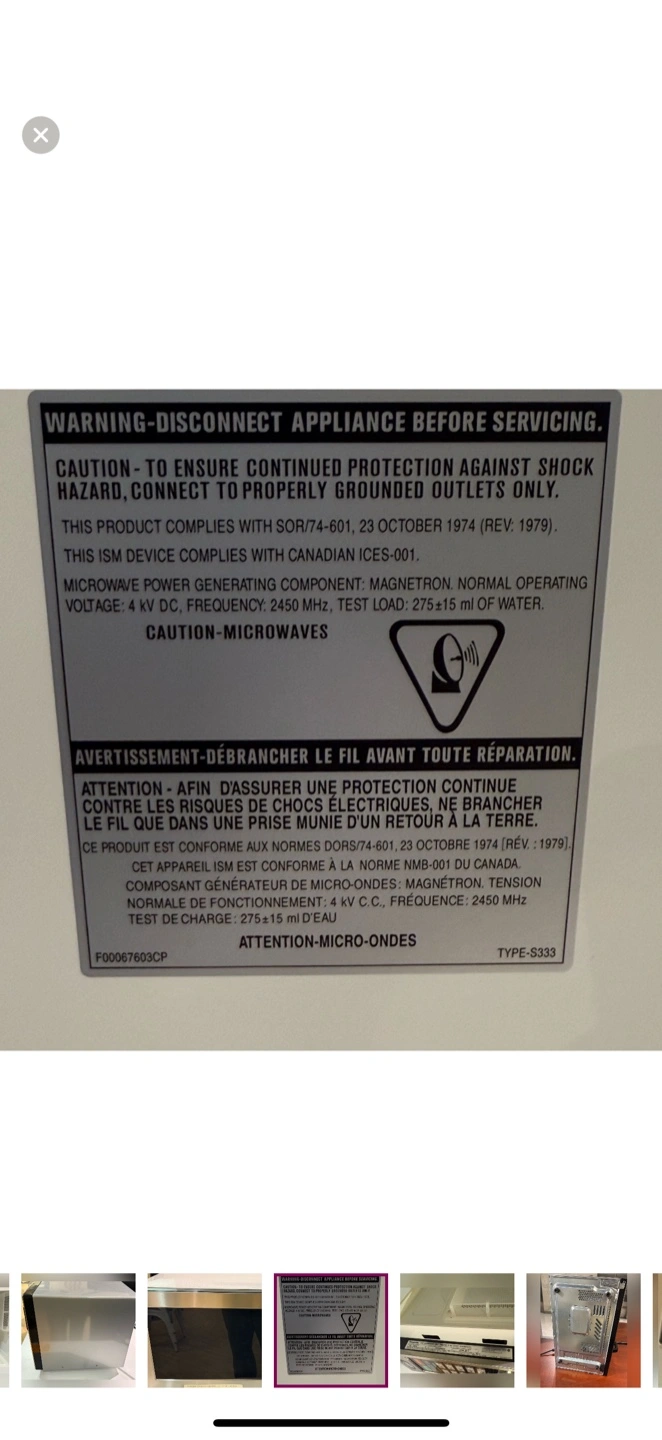 WARNING-DISCONNECT APPLIANCE BEFORE SERVICING.
CAUTION - TO ENSURE CONTINUED PROTECTION AGAINST SHOCK
HAZARD, CONNECT TO PROPERLY GROUNDED OUTLETS ONLY.
THIS PRODUCT COMPLIES WITH SOR/74-601, 23 OCTOBER 1974 (REV: 1979).
THIS ISM DEVICE COMPLIES WITH CANADIAN ICES-001.
MICROWAVE POWER GENERATING COMPONENT: MAGNETRON. NORMAL OPERATING
VOLTAGE: 4 kV DC, FREQUENCY: 2450 MHz, TEST LOAD: 275±15 ml OF WATER.
CAUTION-MICROWAVES
AVERTISSEMENT-DÉBRANCHER LE FIL AVANT TOUTE RÉPARATION.
ATTENTION - AFIN D'ASSURER UNE PROTECTION CONTINUE
CONTRE LES RISQUES DE CHOCS ÉLECTRIQUES, NE BRANCHER
LE FIL QUE DANS UNE PRISE MUNIE D'UN RETOUR À LA TERRE.
CE PRODUIT EST CONFORME AUX NORMES DORS/74-601, 23 OCTOBRE 1974 [RÉV. : 1979].
CET APPAREIL ISM EST CONFORME À LA NORME NMB-001 DU CANADA.
COMPOSANT GÉNÉRATEUR DE MICRO-ONDES: MAGNÉTRON. TENSION
NORMALE DE FONCTIONNEMENT: 4 kV C.C., FRÉQUENCE: 2450 MHz
TEST DE CHARGE: 275±15 ml D'EAU
ATTENTION-MICRO-ONDES
F00067603CP
TYPE-S333